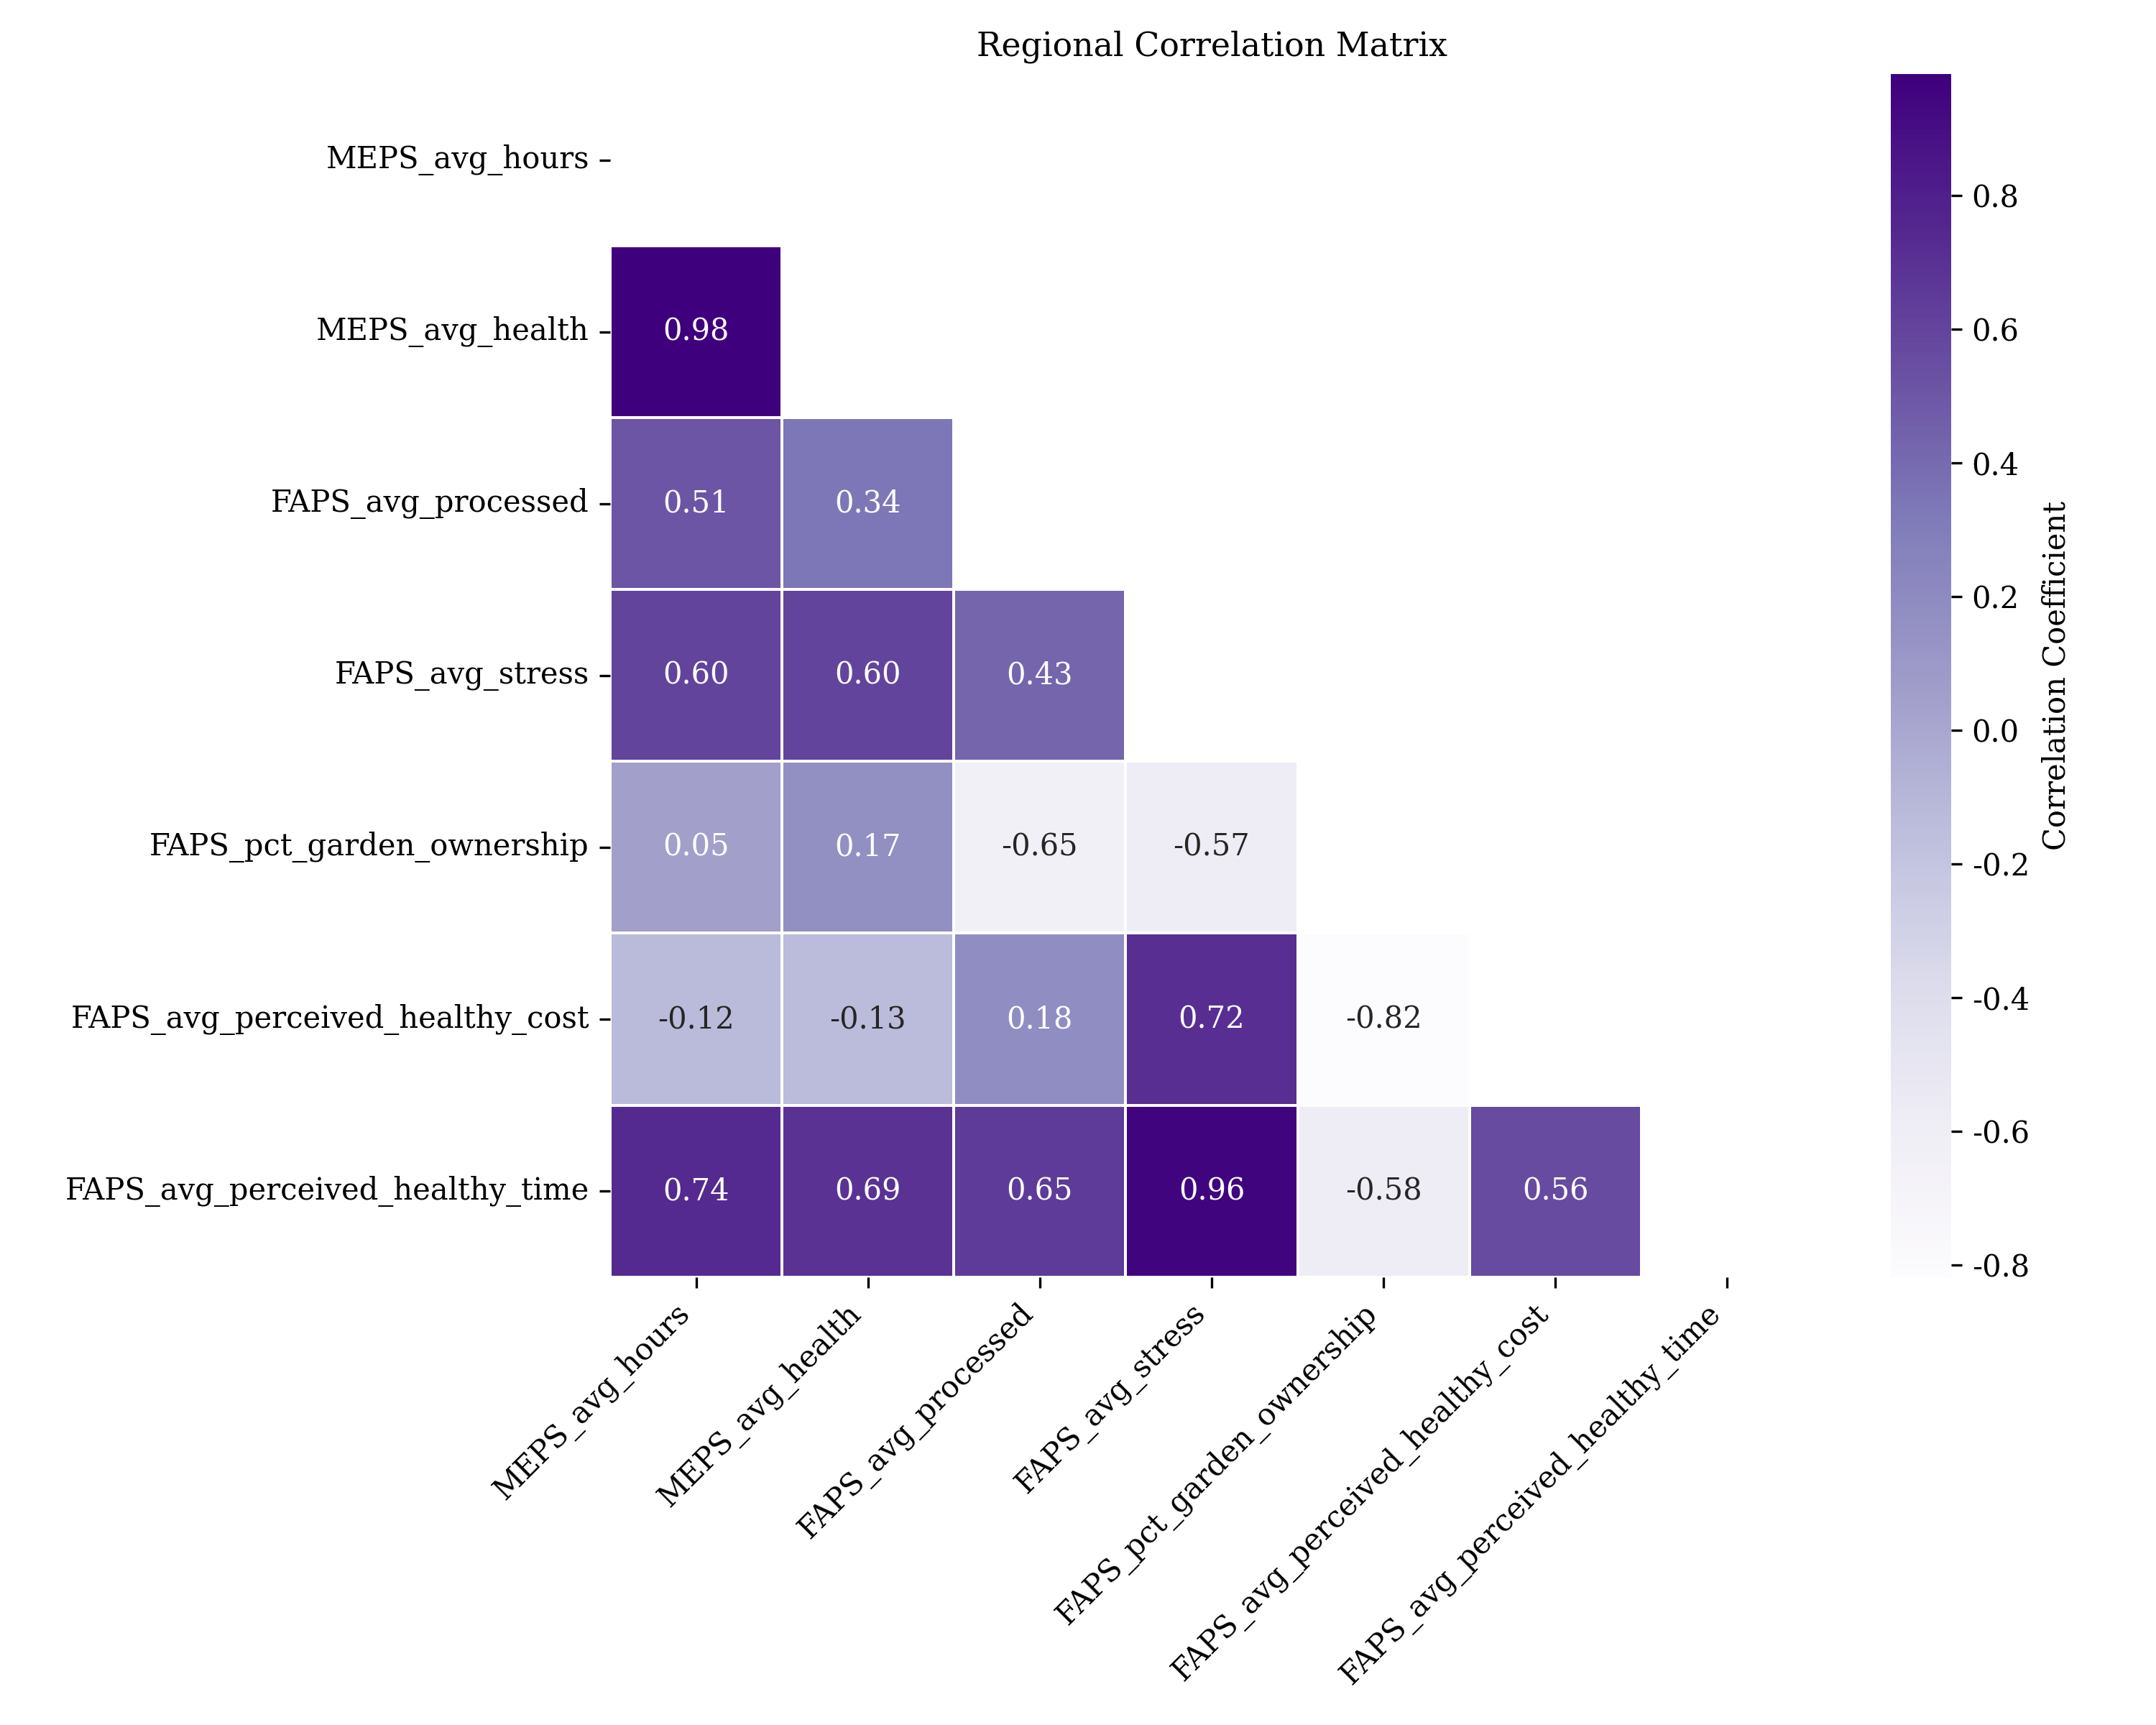 Regional Correlation Matrix
MEPS_avg_hours
MEPS_avg_health
0.98
FAPS_avg_processed
0.51 0.34
FAPS_avg_stress
0.60 0.60 0.43
FAPS_pct_garden_ownership
0.05 0.17 -0.65 -0.57
FAPS_avg_perceived_healthy_cost
-0.12 -0.13 0.18 0.72 -0.82
FAPS_avg_perceived_healthy_time
0.74 0.69 0.65 0.96 -0.58 0.56
MEPS_avg_hours
MEPS_avg_health
FAPS_avg_processed
FAPS_avg_stress
FAPS_pct_garden_ownership
FAPS_avg_perceived_healthy_cost
FAPS_avg_perceived_healthy_time
0.8
0.6
0.4
0.2
0.0
-0.2
-0.4
-0.6
-0.8
Correlation Coefficient